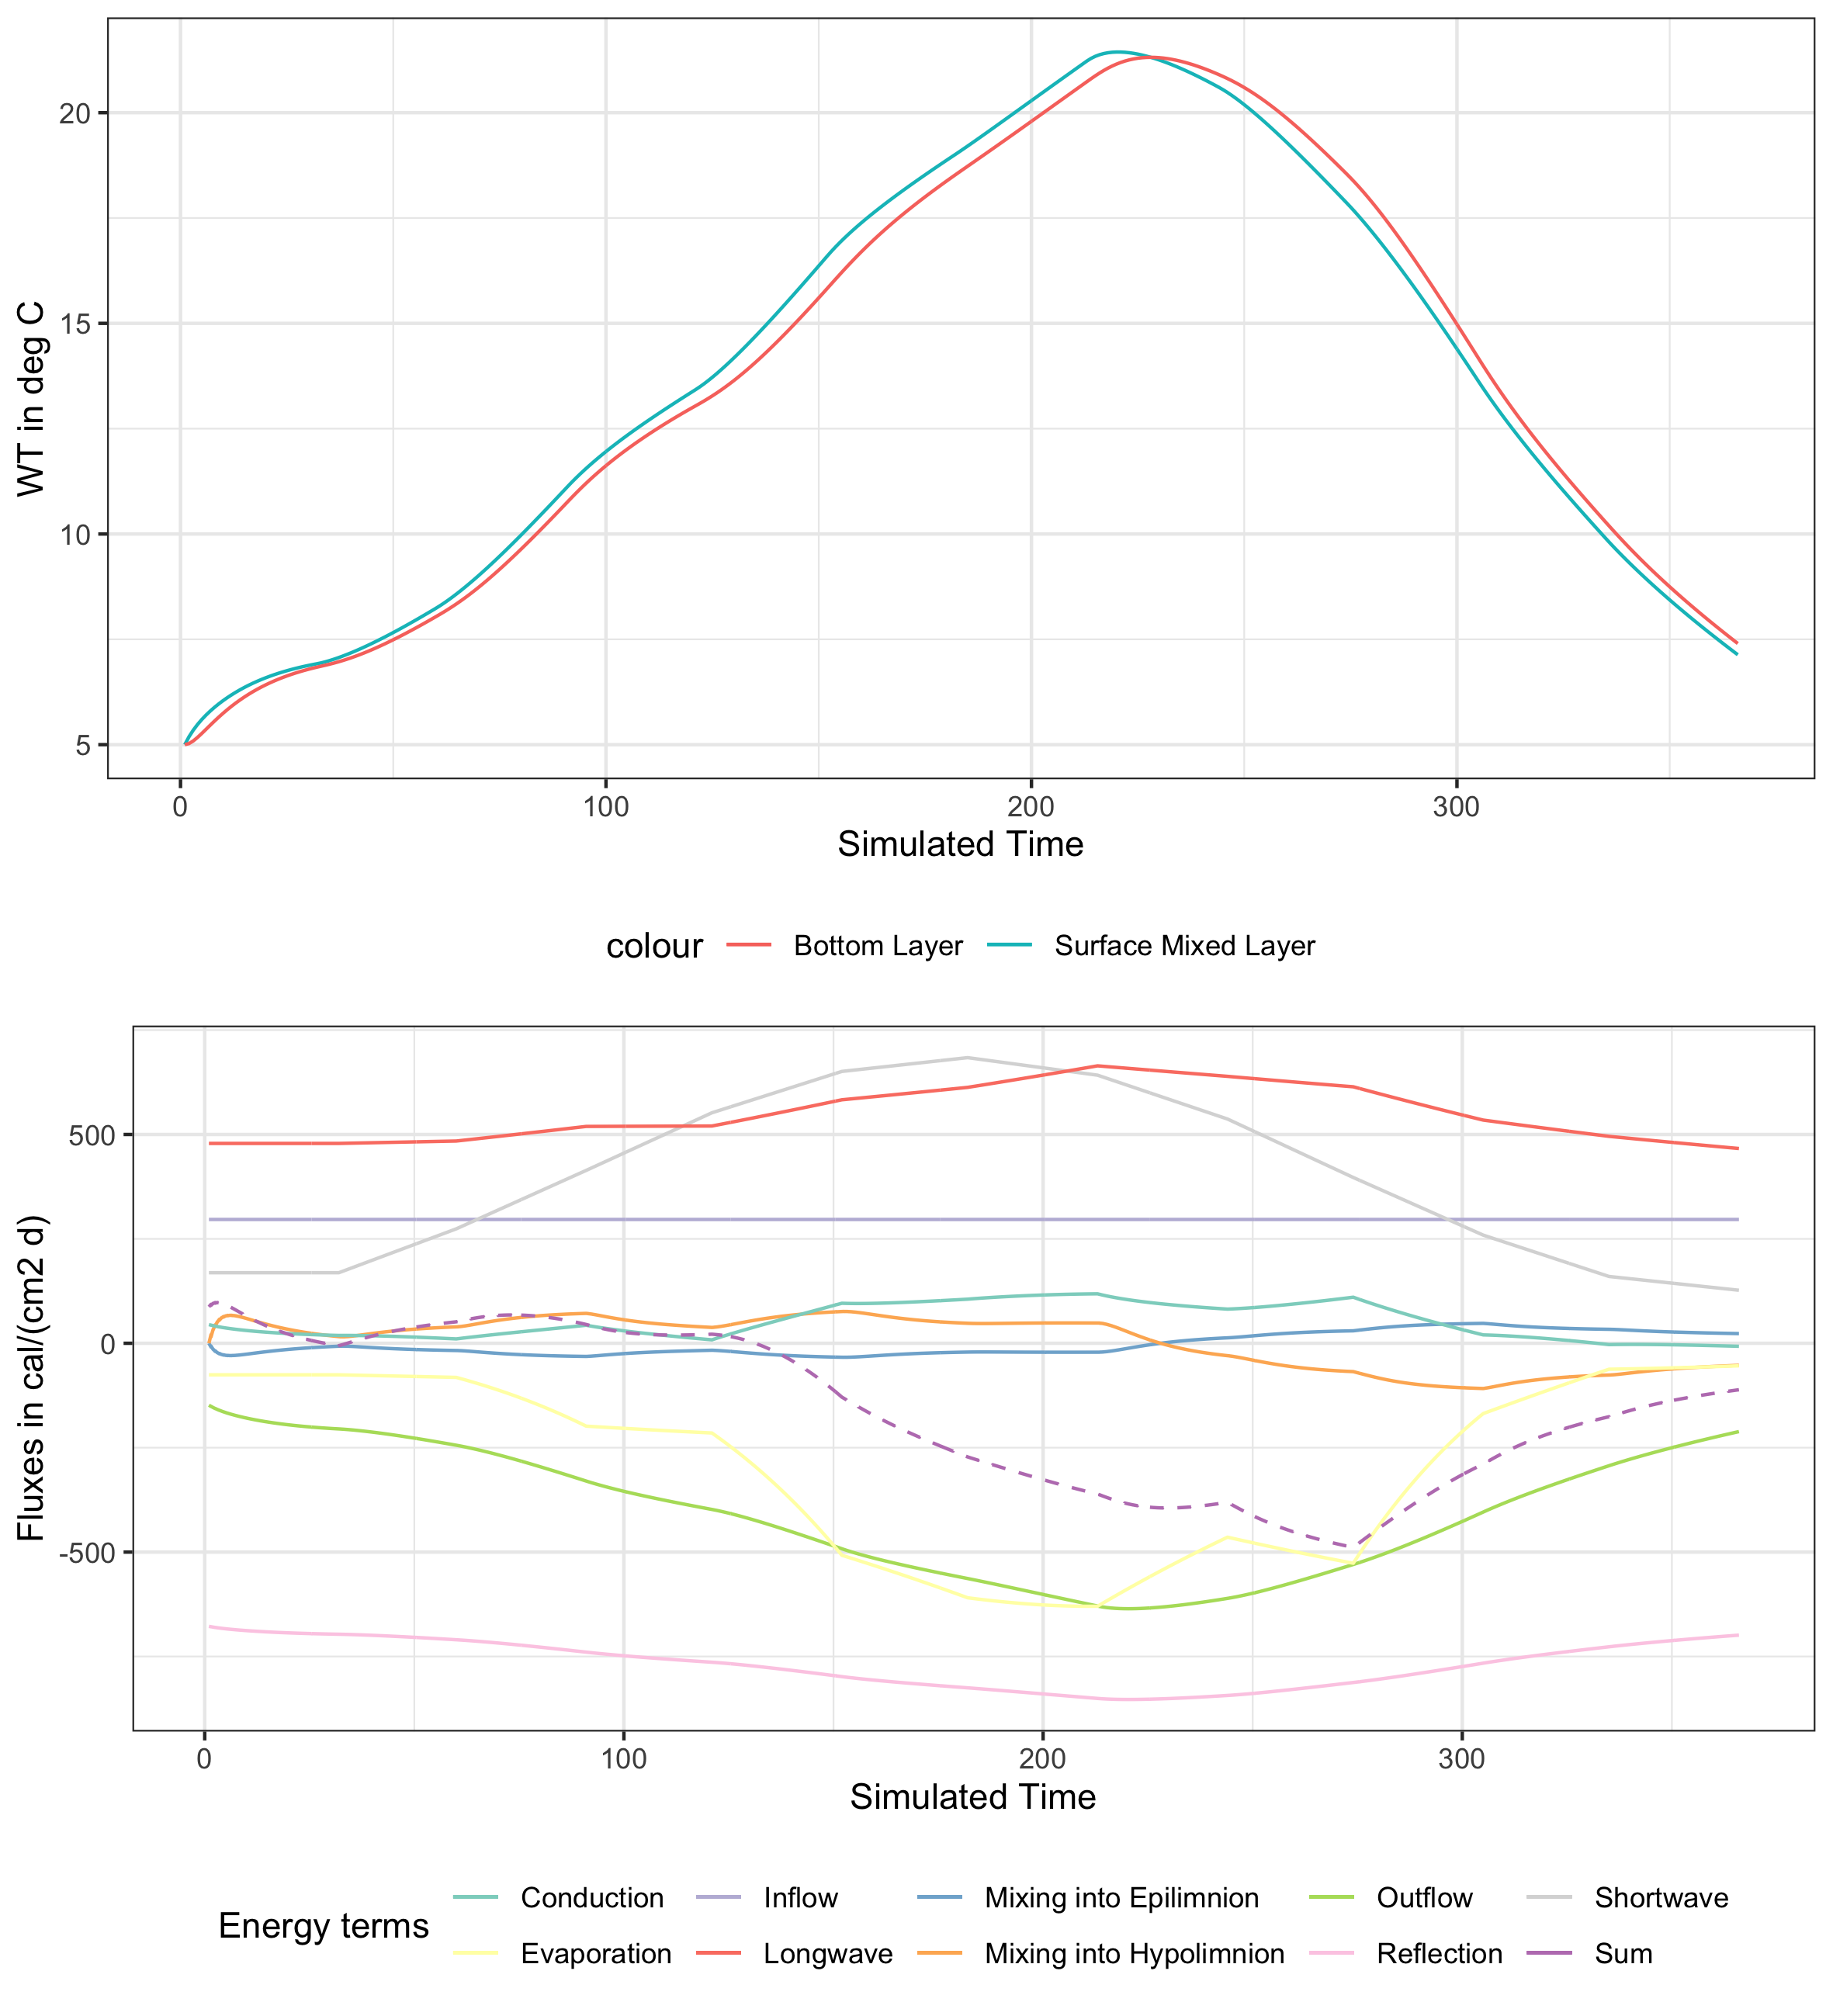 20
15
10
5
WT in deg C
0 100 200 300
Simulated Time
colour Bottom Layer Surface Mixed Layer
500
0
-500
Fluxes in cal/(cm2 d)
0 100 200 300
Simulated Time
Energy terms
Conduction Inflow Mixing into Epilimnion Outflow Shortwave
Evaporation Longwave Mixing into Hypolimnion Reflection Sum